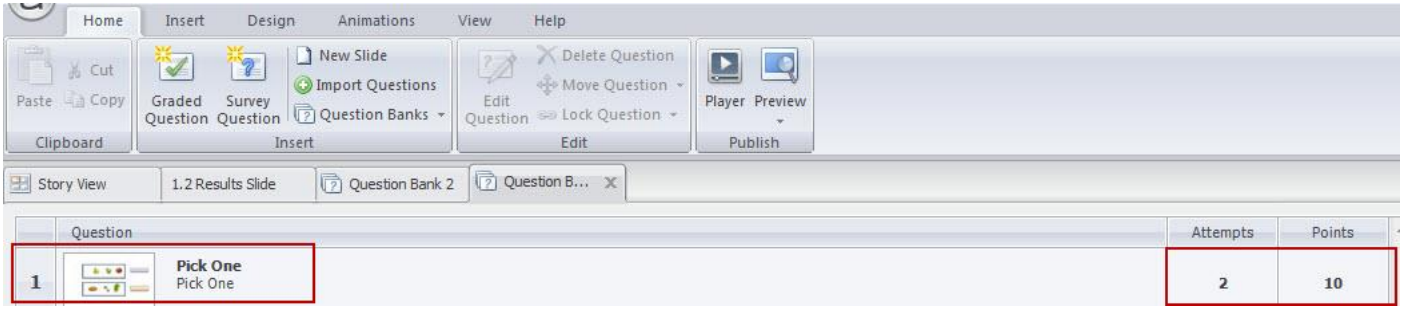 Home Insert Design Animations View Help
Cut
Copy
Paste
Graded Question
Survey Question
New Slide
Import Questions
Question Banks
Edit Question
Delete Question
Move Question
Lock Question
Player Preview
Clipboard Insert Edit Publish
Story View 1.2 Results Slide Question Bank 2 Question B... X
Question Attempts Points
1 Pick One 2 10
Pick One